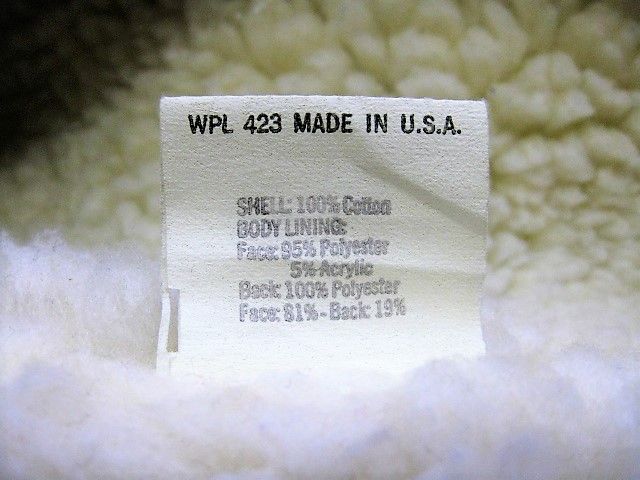 WPL 423 MADE IN U.S.A.
SHELL: 100% Cotton
BODY LINING:
Face: 95% Polyester
5% Acrylic
Back: 100% Polyester
Face: 81% - Back: 19%